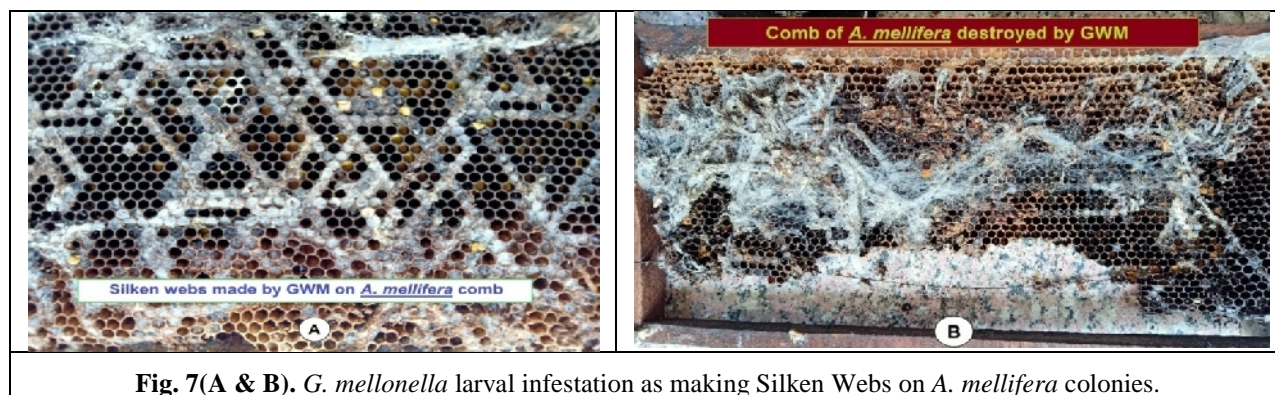 Silken webs made by GWM on A. mellifera comb
A
Comb of A. mellifera destroyed by GWM
B
Fig. 7(A & B). G. mellonella larval infestation as making Silken Webs on A. mellifera colonies.